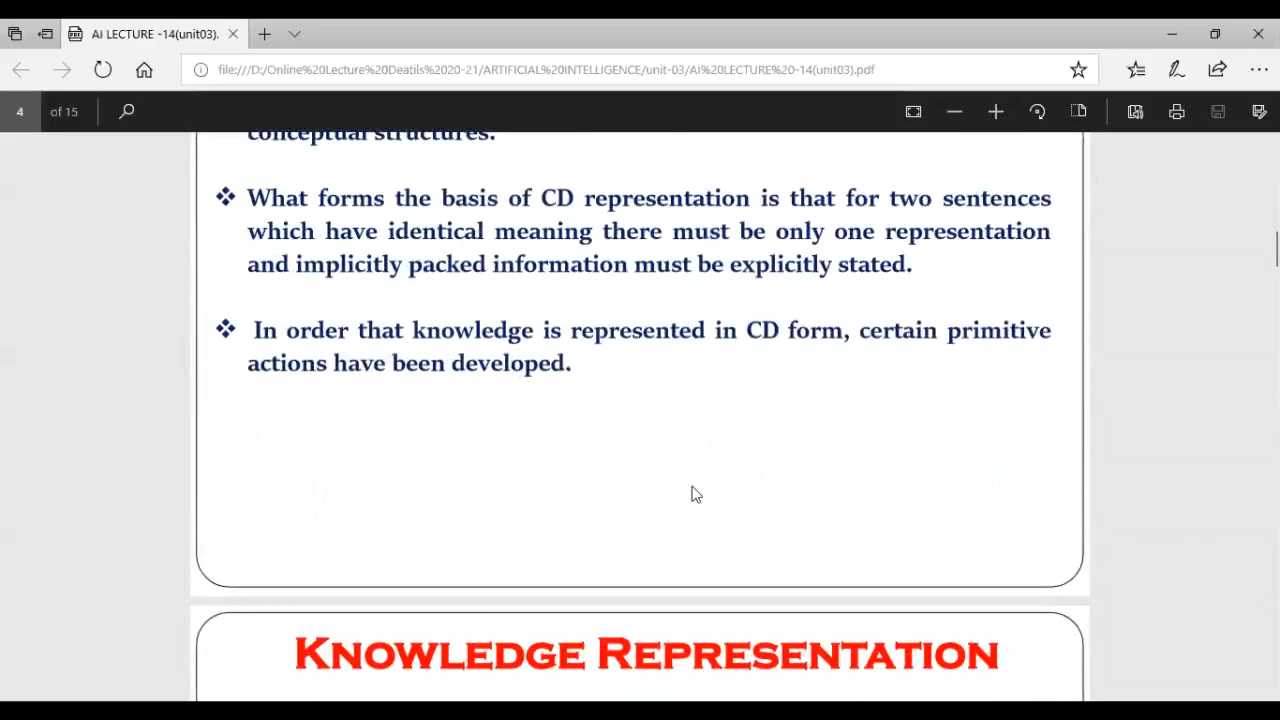 AI LECTURE -14(unit03).
file:///D:/Online%20Lecture%20Deatils%2020-21/ARTIFICIAL%20INTELLIGENCE/unit-03/AI%20LECTURE%20-14(unit03).pdf
4 of 15
conceptual structures.
❖ What forms the basis of CD representation is that for two sentences
which have identical meaning there must be only one representation
and implicitly packed information must be explicitly stated.
❖ In order that knowledge is represented in CD form, certain primitive
actions have been developed.
KNOWLEDGE REPRESENTATION